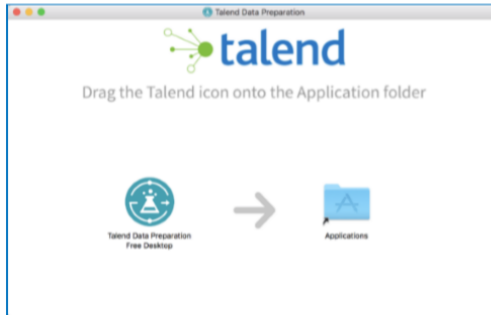 Talend Data Preparation
talend
Drag the Talend icon onto the Application folder
Talend Data Preparation
Free Desktop
Applications